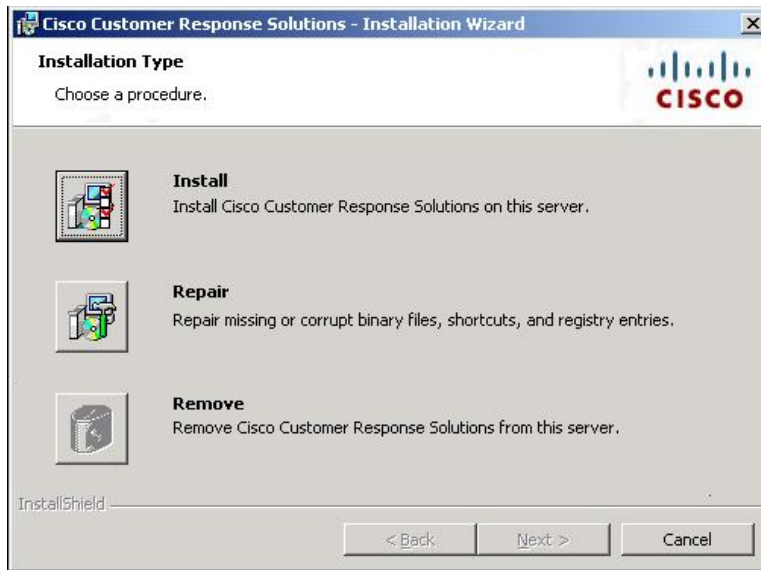 Cisco Customer Response Solutions - Installation Wizard
Installation Type
Choose a procedure.
CISCO
Install
Install Cisco Customer Response Solutions on this server.
Repair
Repair missing or corrupt binary files, shortcuts, and registry entries.
Remove
Remove Cisco Customer Response Solutions from this server.
InstallShield
< Back
Next >
Cancel